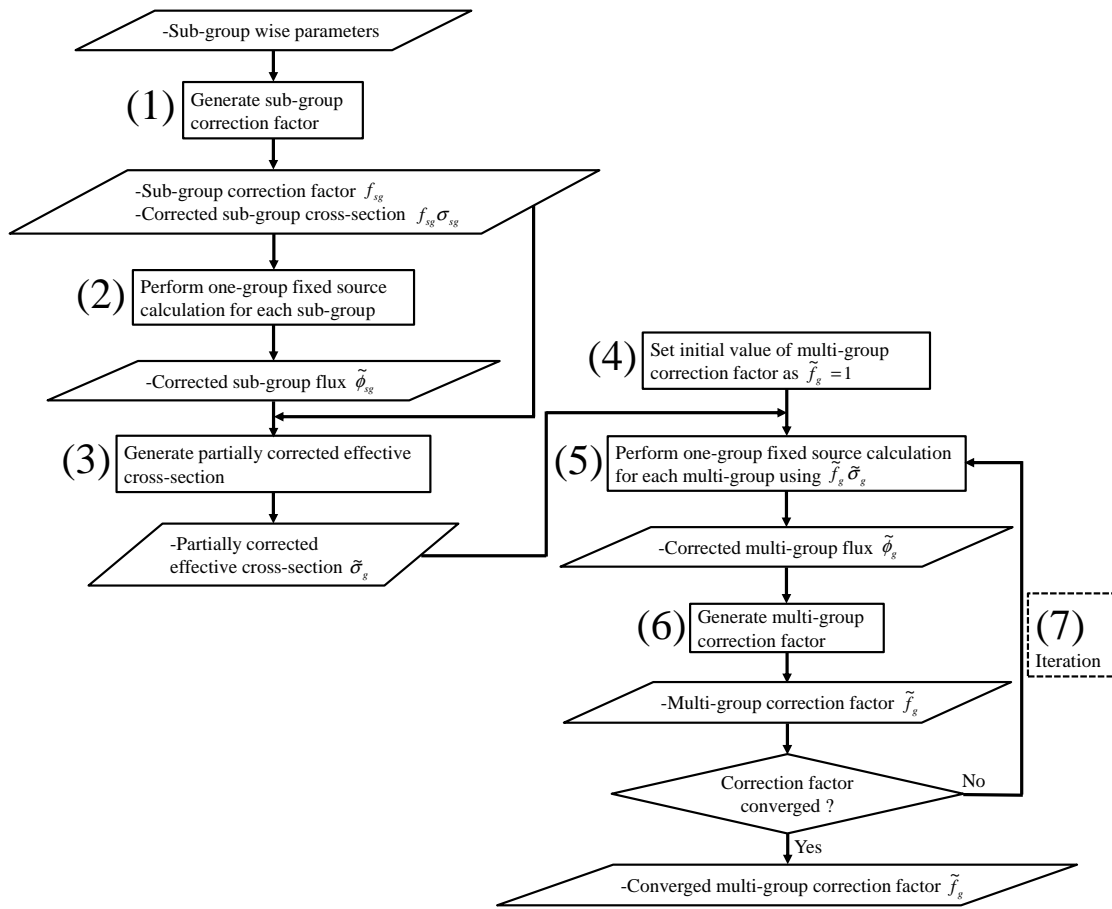 -Sub-group wise parameters
(1)
Generate sub-group
correction factor
-Sub-group correction factor f_sg
-Corrected sub-group cross-section f_sg σ_sg
(2)
Perform one-group fixed source
calculation for each sub-group
-Corrected sub-group flux ϕ̃_sg
(3)
Generate partially corrected effective
cross-section
-Partially corrected
effective cross-section σ̃_g
(4)
Set initial value of multi-group
correction factor as f̃_g = 1
(5)
Perform one-group fixed source calculation
for each multi-group using f̃_g σ̃_g
-Corrected multi-group flux ϕ̃_g
(6)
Generate multi-group
correction factor
(7)
Iteration
-Multi-group correction factor f̃_g
Correction factor
converged ?
No
Yes
-Converged multi-group correction factor f̃_g